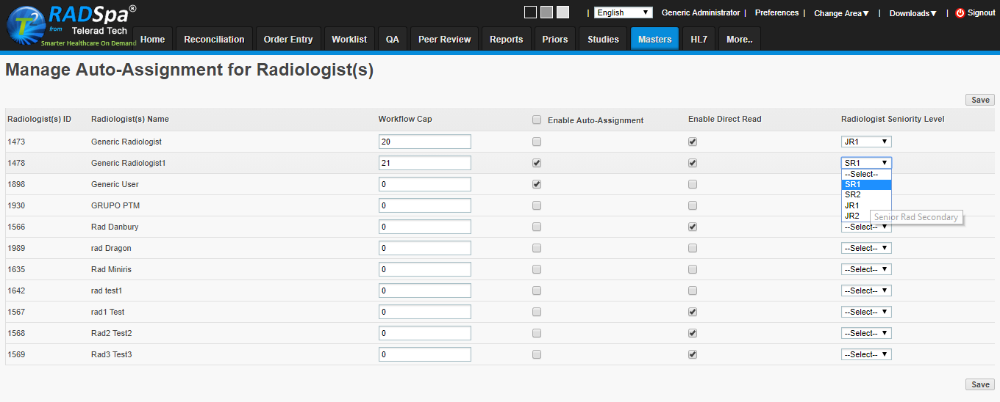 RADSpa®
from Telerad Tech
Smarter Healthcare On Demand
| English ▼ Generic Administrator | Preferences | Change Area▼ | Downloads▼ | Signout
Home Reconciliation Order Entry Worklist QA Peer Review Reports Priors Studies Masters HL7 More..
Manage Auto-Assignment for Radiologist(s)
Save
Radiologist(s) ID Radiologist(s) Name Workflow Cap Enable Auto-Assignment Enable Direct Read Radiologist Seniority Level
1473 Generic Radiologist 20 JR1 ▼
1478 Generic Radiologist1 21 SR1 ▼
--Select--
1898 Generic User 0 SR1
SR2
1930 GRUPO PTM 0 JR1
JR2 Senior Rad Secondary
1566 Rad Danbury 0 --Select-- ▼
1989 rad Dragon 0 --Select-- ▼
1635 Rad Miniris 0 --Select-- ▼
1642 rad test1 0 --Select-- ▼
1567 rad1 Test 0 --Select-- ▼
1568 Rad2 Test2 0 --Select-- ▼
1569 Rad3 Test3 0 --Select-- ▼
Save